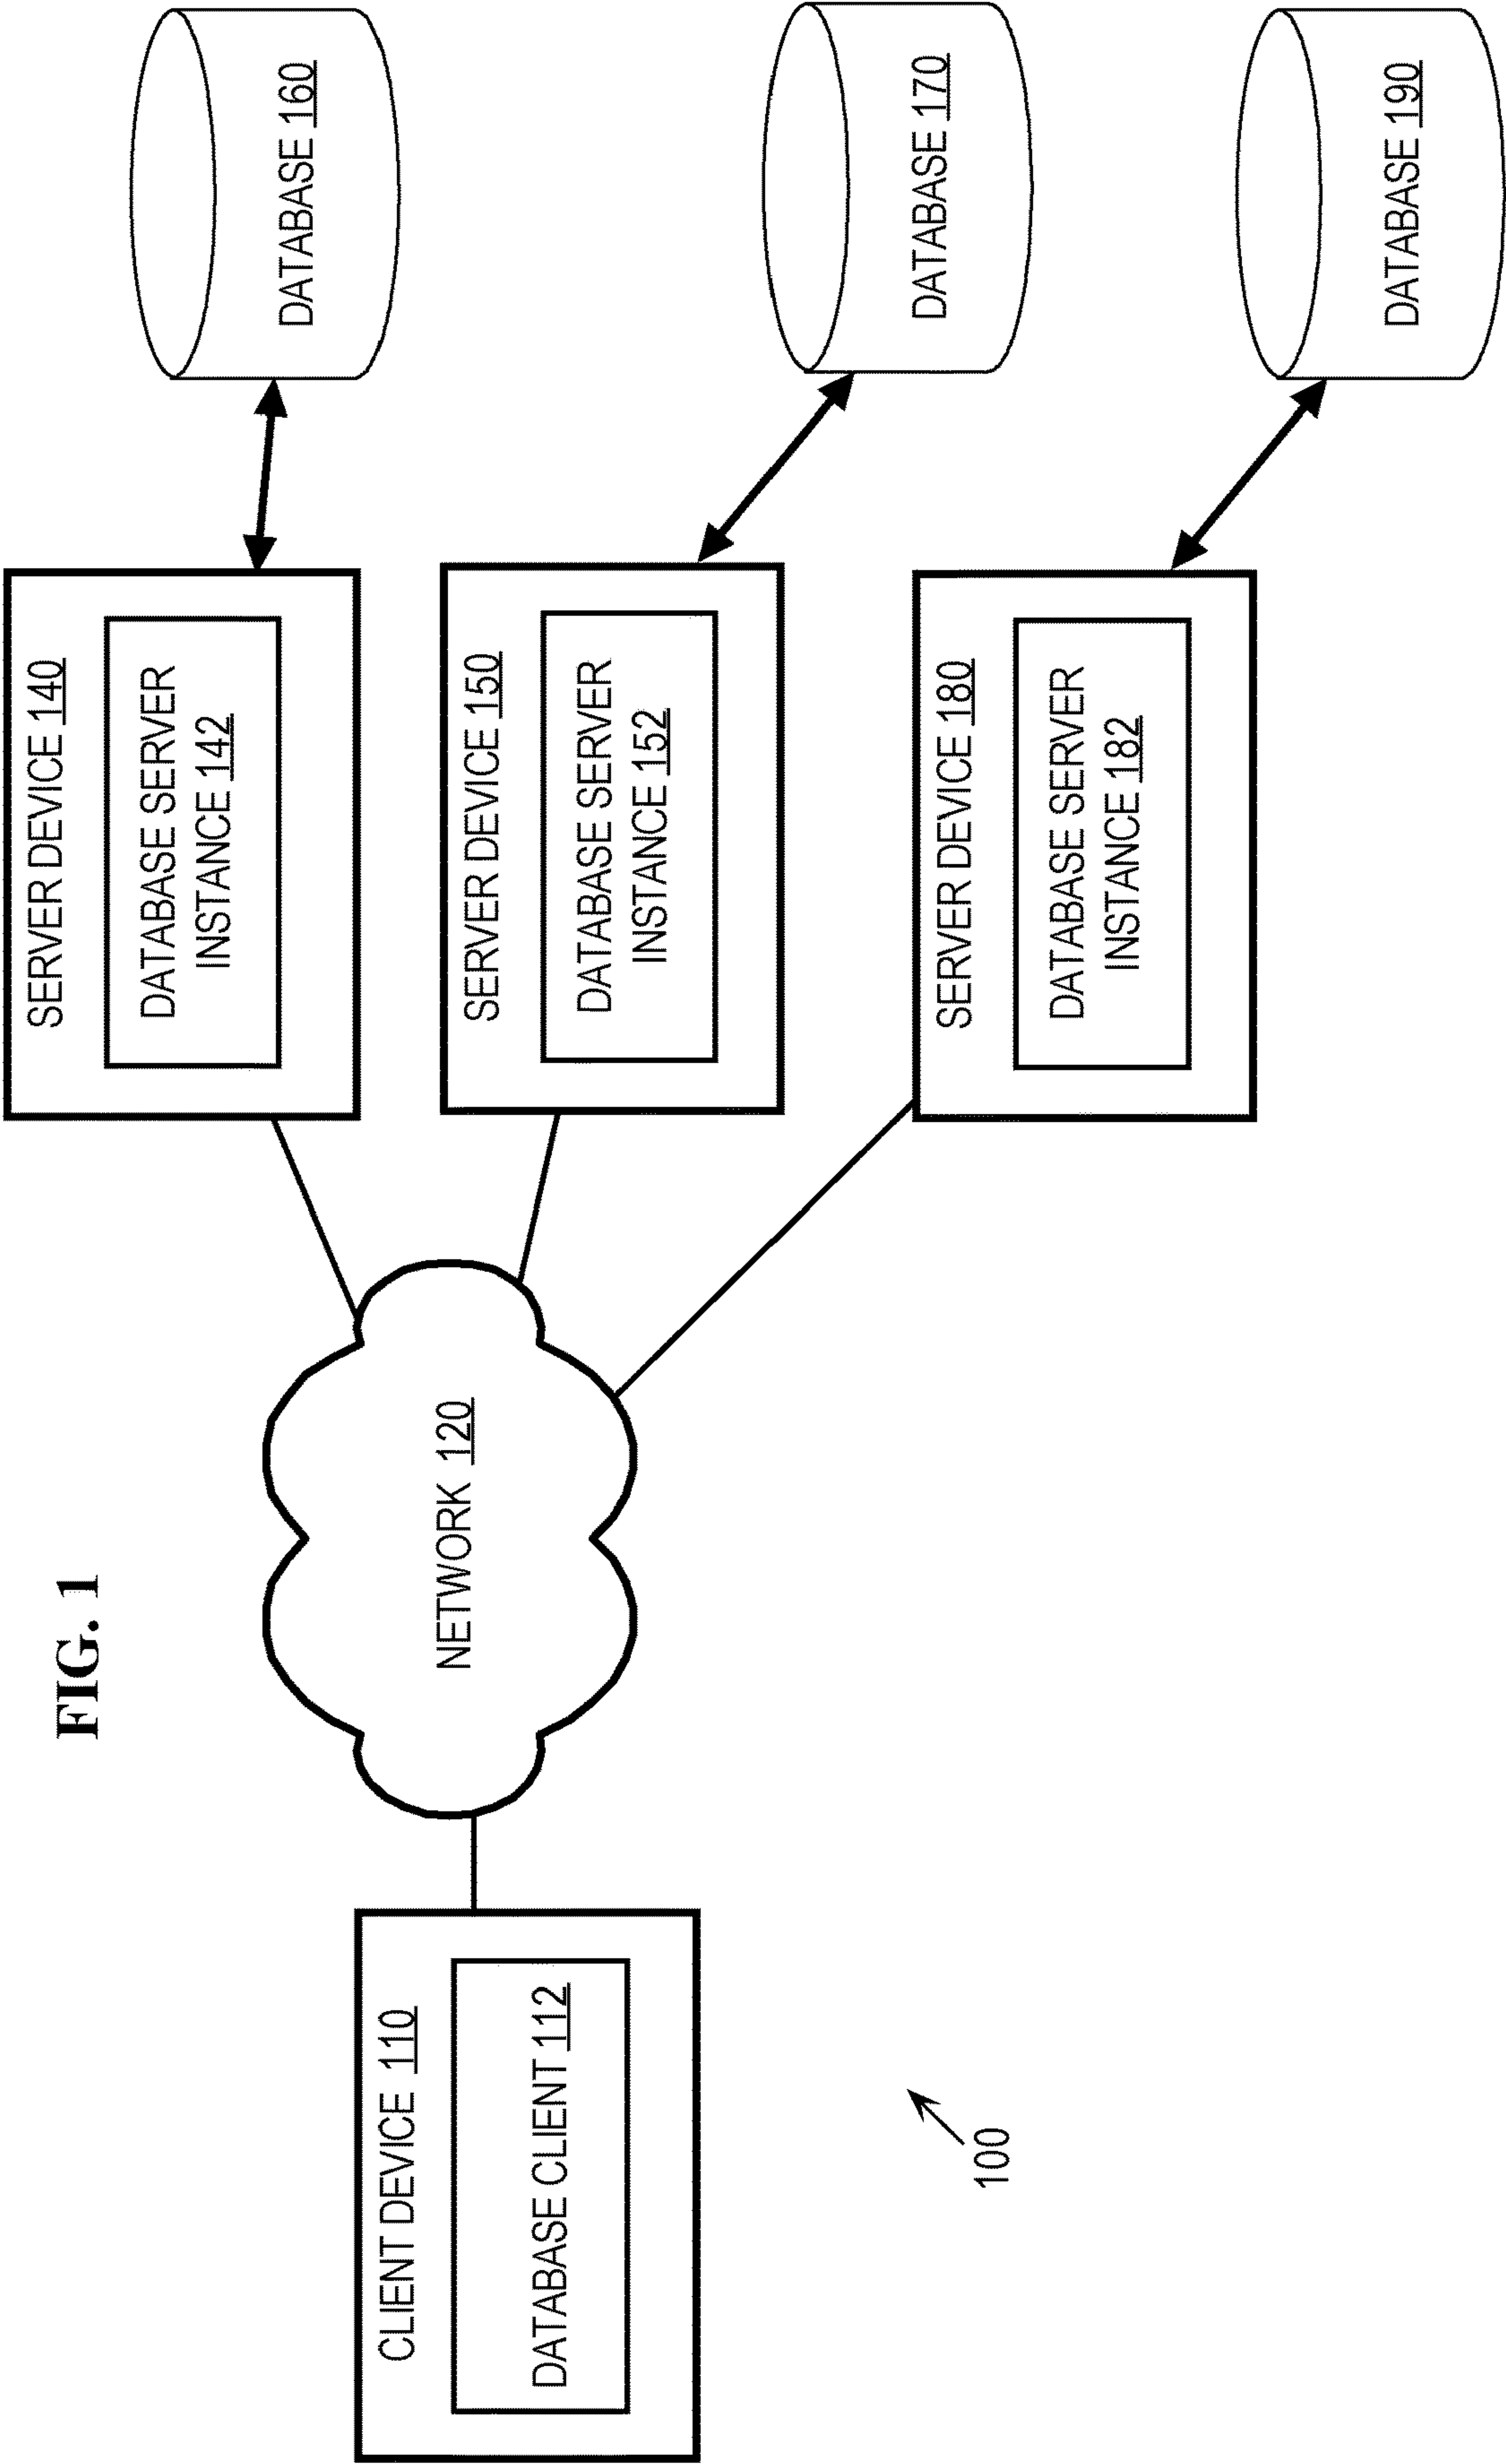 FIG. 1
SERVER DEVICE 140
DATABASE SERVER
INSTANCE 142
DATABASE 160
CLIENT DEVICE 110
DATABASE CLIENT 112
NETWORK 120
SERVER DEVICE 150
DATABASE SERVER
INSTANCE 152
DATABASE 170
SERVER DEVICE 180
DATABASE SERVER
INSTANCE 182
DATABASE 190
100